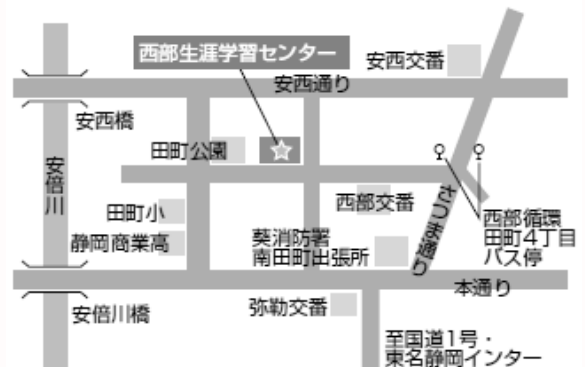 西部生涯学習センター
安西交番
安西通り
安西橋
田町公園
安倍川
西部交番
さつま通り
西部循環
田町4丁目
バス停
田町小
静岡商業高
葵消防署
南田町出張所
本通り
安倍川橋
弥勒交番
至国道1号・
東名静岡インター